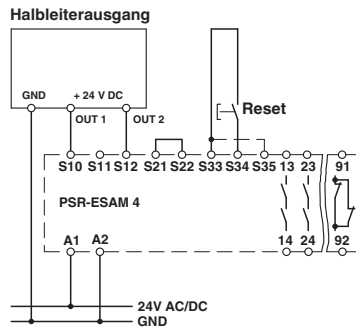 Halbleiterausgang
GND + 24 V DC
OUT 1 OUT 2
Reset
S10 S11 S12 S21 S22 S33 S34 S35 13 23 91
PSR-ESAM 4
A1 A2 14 24 92
24V AC/DC
GND